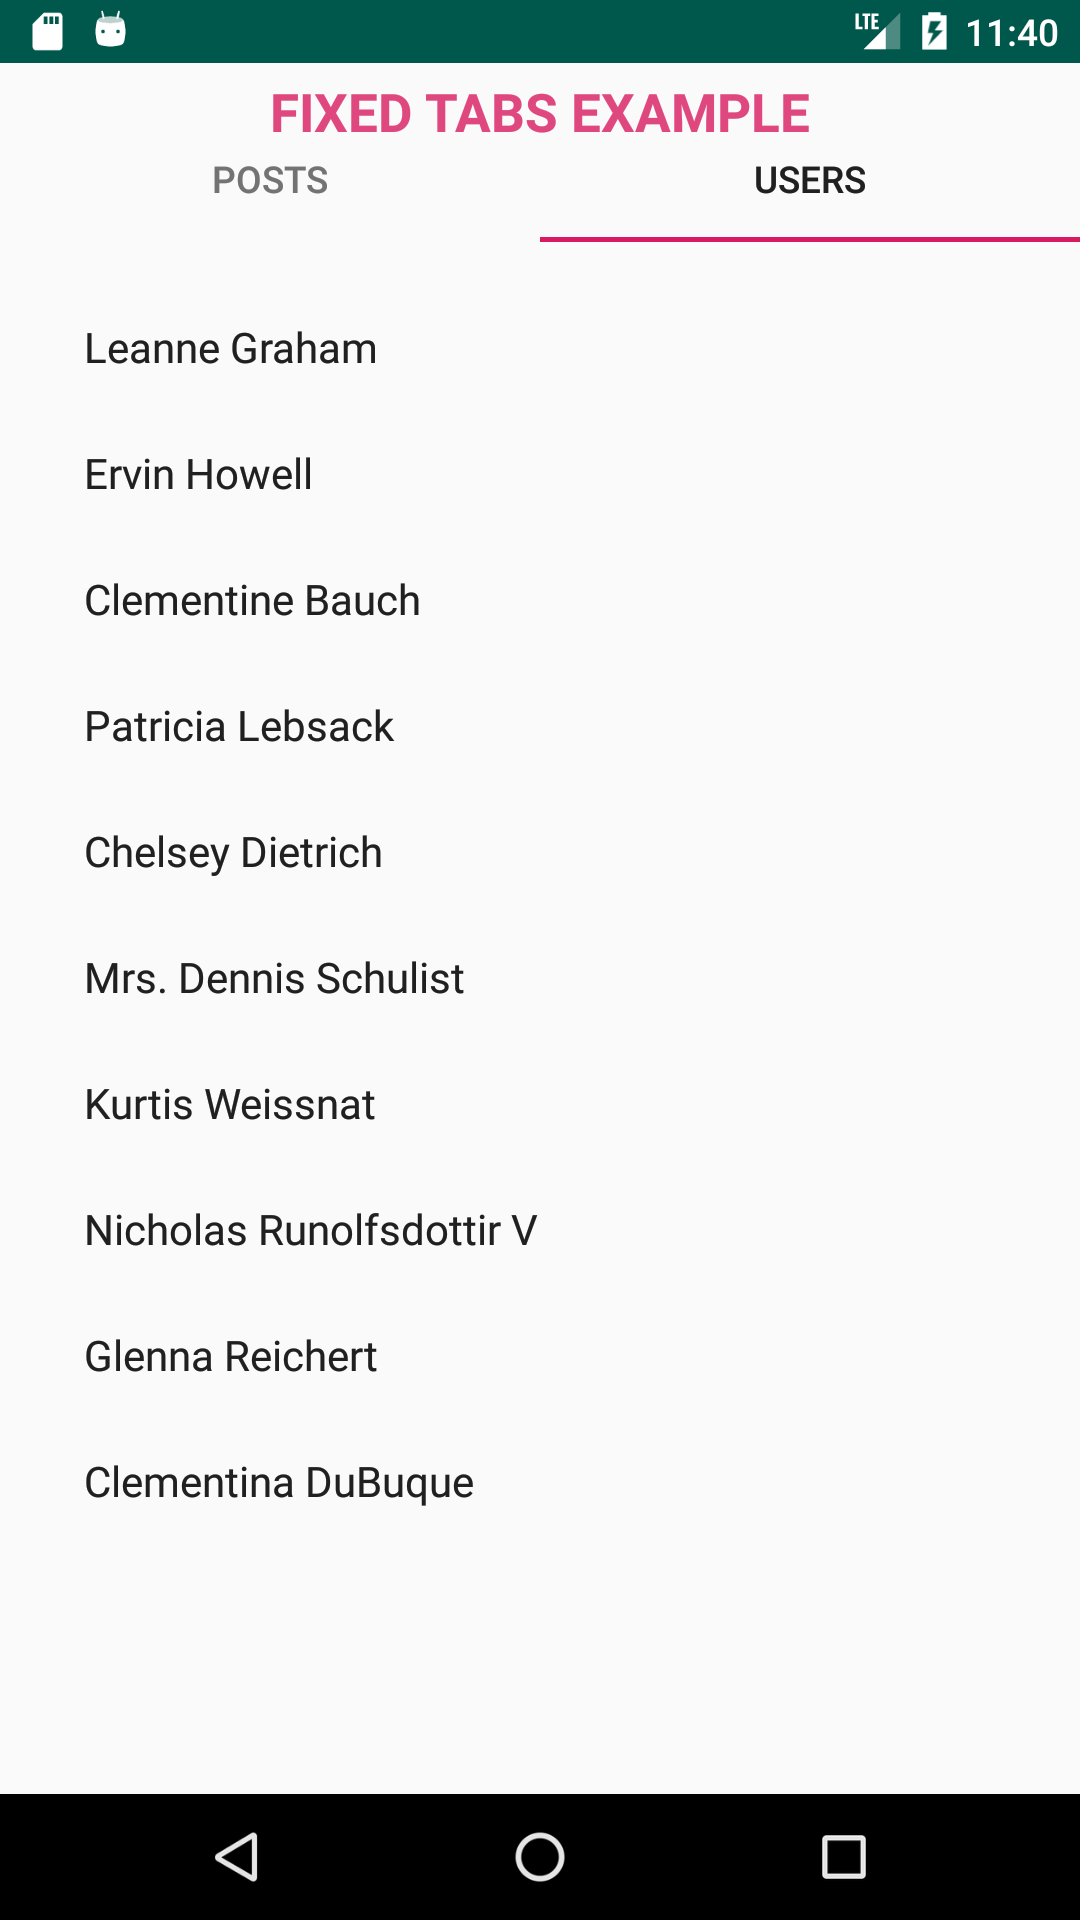 LTE 11:40
FIXED TABS EXAMPLE
POSTS USERS
Leanne Graham
Ervin Howell
Clementine Bauch
Patricia Lebsack
Chelsey Dietrich
Mrs. Dennis Schulist
Kurtis Weissnat
Nicholas Runolfsdottir V
Glenna Reichert
Clementina DuBuque